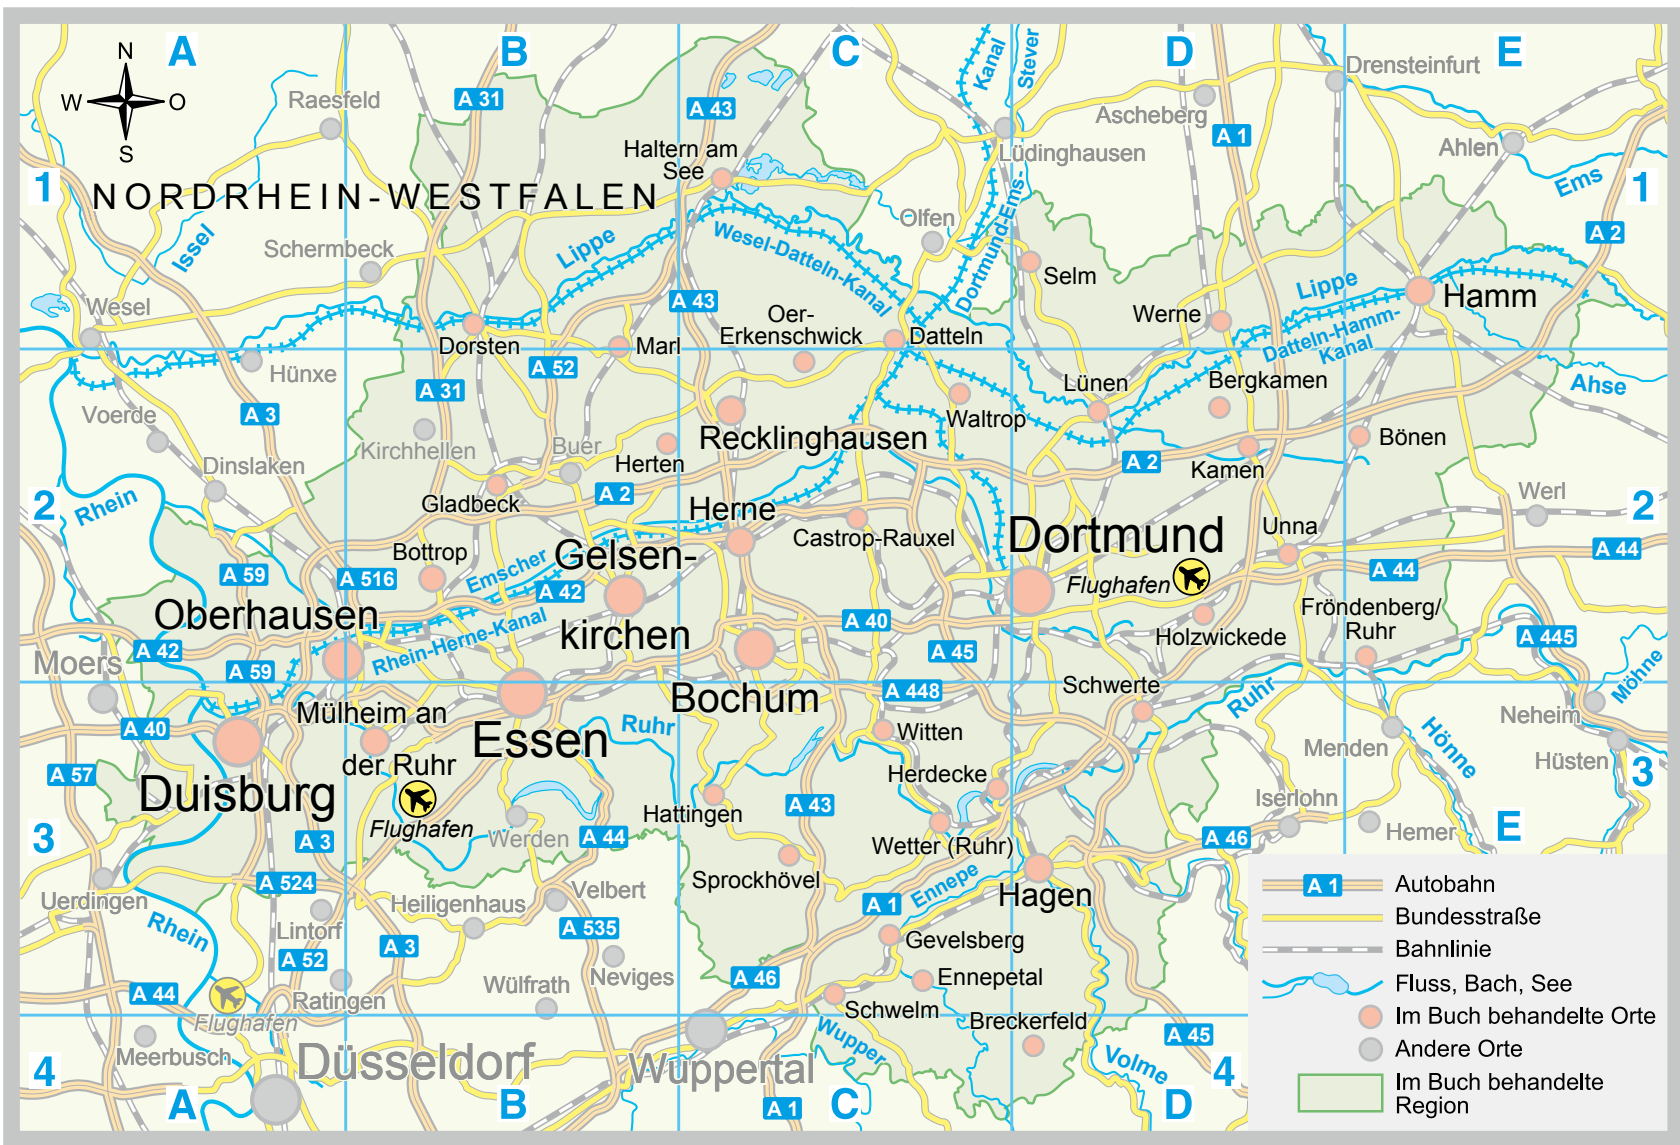 A
B
C
D
E
N
W
O
S
Raesfeld
A 31
A 43
Kanal
Stever
Drensteinfurt
Ascheberg
A 1
Haltern am
See
Lüdinghausen
Ahlen
Ems
1
NORDRHEIN-WESTFALEN
1
Issel
Schermbeck
Lippe
Wesel-Datteln-Kanal
Olfen
Dortmund-Ems-
Selm
A 2
Wesel
A 43
Oer-
Erkenschwick
Datteln
Werne
Lippe
Datteln-Hamm-
Kanal
Hamm
Dorsten
Marl
Hünxe
A 31
A 52
Lünen
Bergkamen
Ahse
Voerde
A 3
Kirchhellen
Buer
Recklinghausen
Waltrop
Bönen
Dinslaken
Herten
A 2
Kamen
2
Rhein
Gladbeck
A 2
Herne
Castrop-Rauxel
Dortmund
Unna
Werl
2
Bottrop
Emscher
Gelsen-
kirchen
Flughafen
A 44
A 44
A 59
A 516
A 42
Oberhausen
Rhein-Herne-Kanal
A 40
Holzwickede
Fröndenberg/
Ruhr
A 445
Moers
A 42
A 59
A 45
Möhne
Bochum
A 448
Schwerte
Ruhr
A 40
Mülheim an
der Ruhr
Essen
Ruhr
Witten
Neheim
Menden
Hönne
Hüsten
A 57
Duisburg
Flughafen
Hattingen
A 43
Herdecke
Iserlohn
3
3
A 3
Werden
A 44
Wetter (Ruhr)
A 46
Hemer
E
A 524
Sprockhövel
Ennepe
Hagen
Uerdingen
Lintorf
Heiligenhaus
Velbert
A 1
Rhein
A 3
A 535
Gevelsberg
A 52
Neviges
A 46
Ennepetal
A 44
Ratingen
Wülfrath
Schwelm
Flughafen
Breckerfeld
Meerbusch
Düsseldorf
Wuppertal
Wupper
Volme
A 45
4
4
A
B
A 1
C
D
A 1
Autobahn
Bundesstraße
Bahnlinie
Fluss, Bach, See
Im Buch behandelte Orte
Andere Orte
Im Buch behandelte
Region